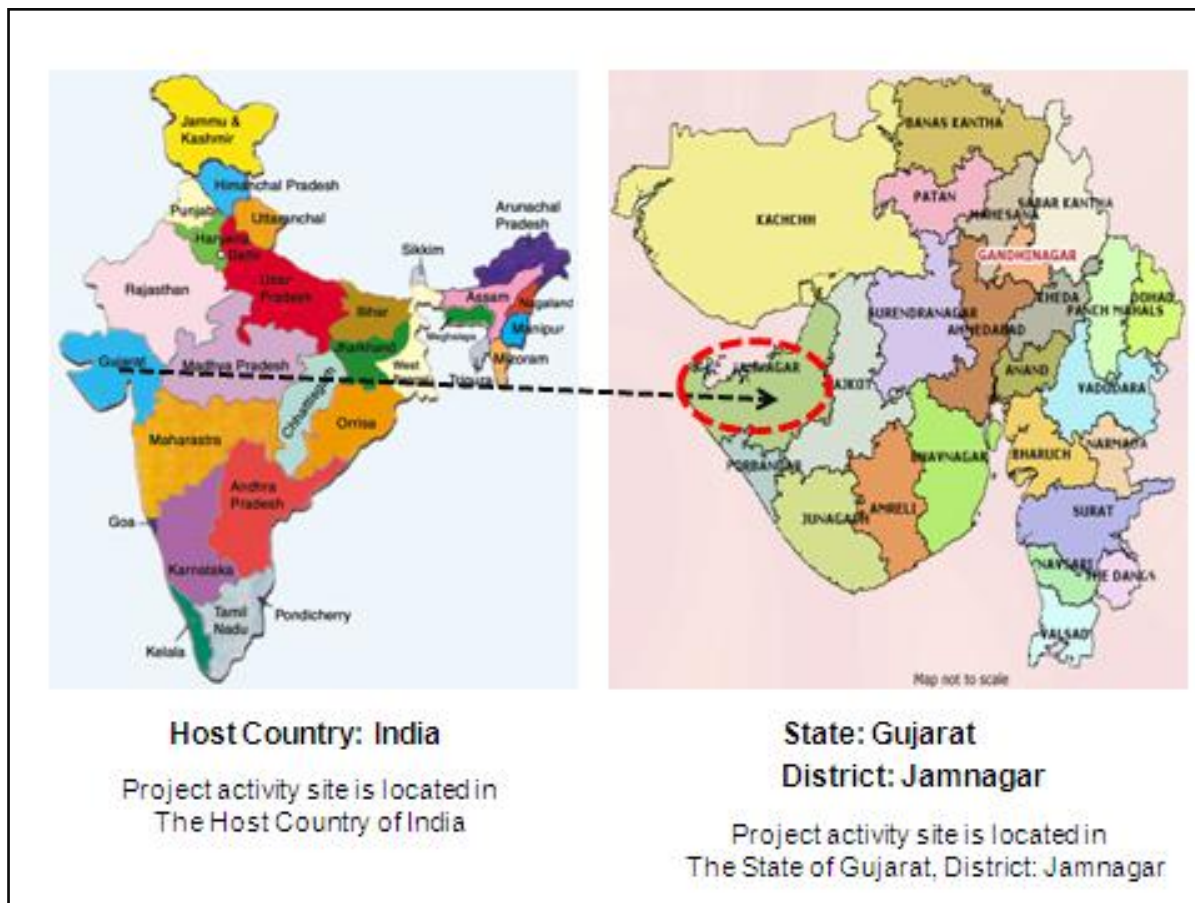 Jammu &
Kashmir
Himanchal Pradesh
Punjab
Uttaranchal
Haryana
Delhi
Arunachal
Pradesh
Sikkim
Rajasthan
Uttar
Pradesh
Assam
Nagaland
Bihar
Meghalaya
Manipur
Gujarat
Madhya Pradesh
Jharkhand
West
Tripura
Mizoram
Chhattisgarh
Orrisa
Maharastra
Andhra
Pradesh
Goa
Karnataka
Tamil
Nadu
Pondicherry
Kelala
BANAS KANTHA
PATAN
MAHESANA
SABAR KANTHA
KACHCHH
GANDHINAGAR
SURENDRANAGAR
AHMEDABAD
KHEDA
PANCH MAHALS
DOHAD
JAMNAGAR
RAJKOT
ANAND
VADODARA
PORBANDAR
BHAVNAGAR
BHARUCH
NARMADA
JUNAGADH
AMRELI
SURAT
NAVSARI
THE DANGS
VALSAD
Map not to scale
Host Country: India
Project activity site is located in
The Host Country of India
State: Gujarat
District: Jamnagar
Project activity site is located in
The State of Gujarat, District: Jamnagar